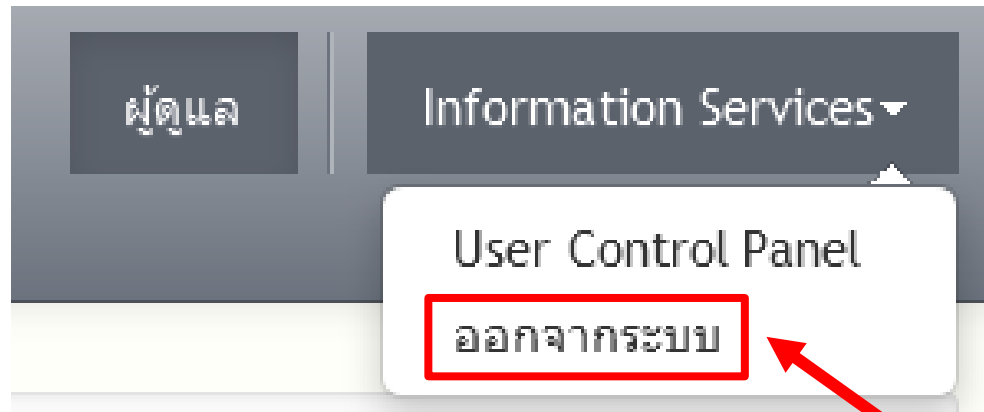 ผู้ดูแล
Information Services
User Control Panel
ออกจากระบบ